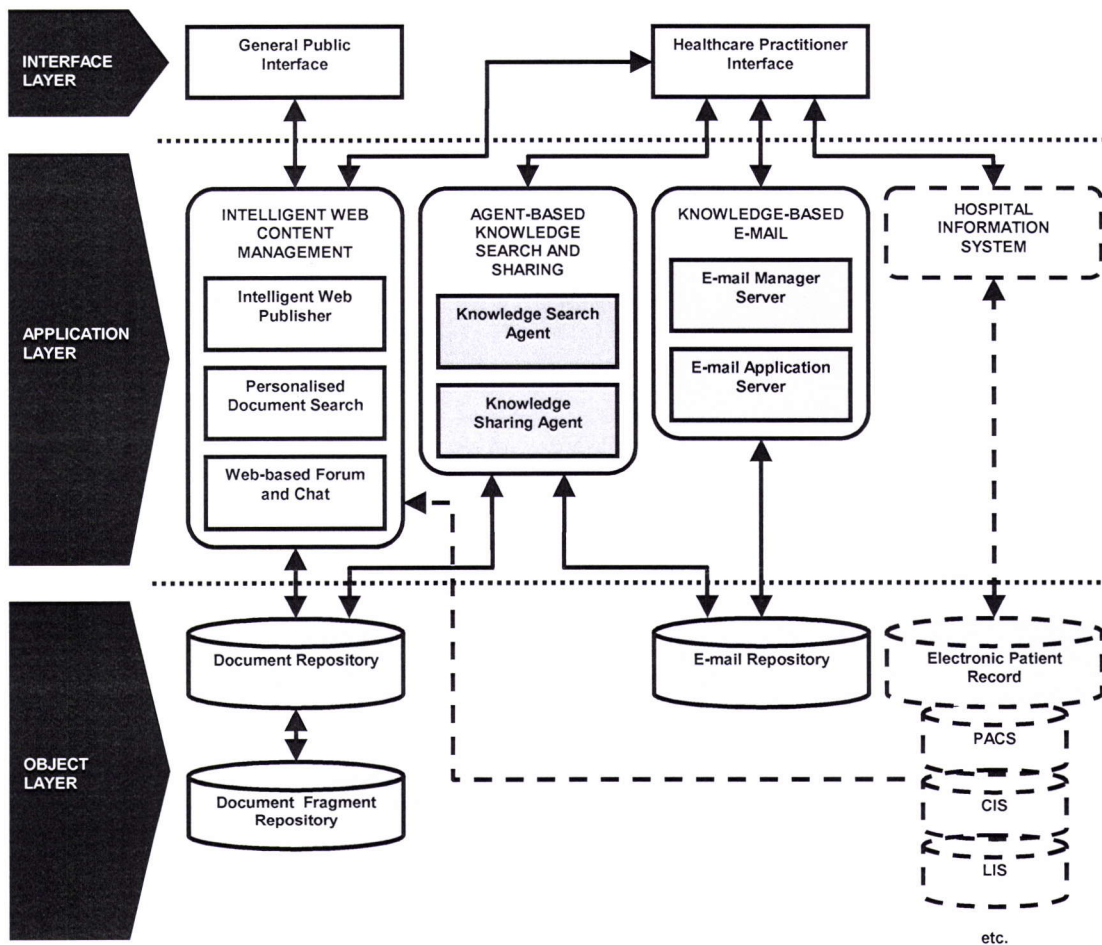 INTERFACE
LAYER
General Public
Interface
Healthcare Practitioner
Interface
APPLICATION
LAYER
INTELLIGENT WEB
CONTENT
MANAGEMENT
Intelligent Web
Publisher
Personalised
Document Search
Web-based Forum
and Chat
AGENT-BASED
KNOWLEDGE
SEARCH AND
SHARING
Knowledge Search
Agent
Knowledge
Sharing Agent
KNOWLEDGE-BASED
E-MAIL
E-mail Manager
Server
E-mail Application
Server
HOSPITAL
INFORMATION
SYSTEM
OBJECT
LAYER
Document Repository
Document Fragment
Repository
E-mail Repository
Electronic Patient
Record
PACS
CIS
LIS
etc.